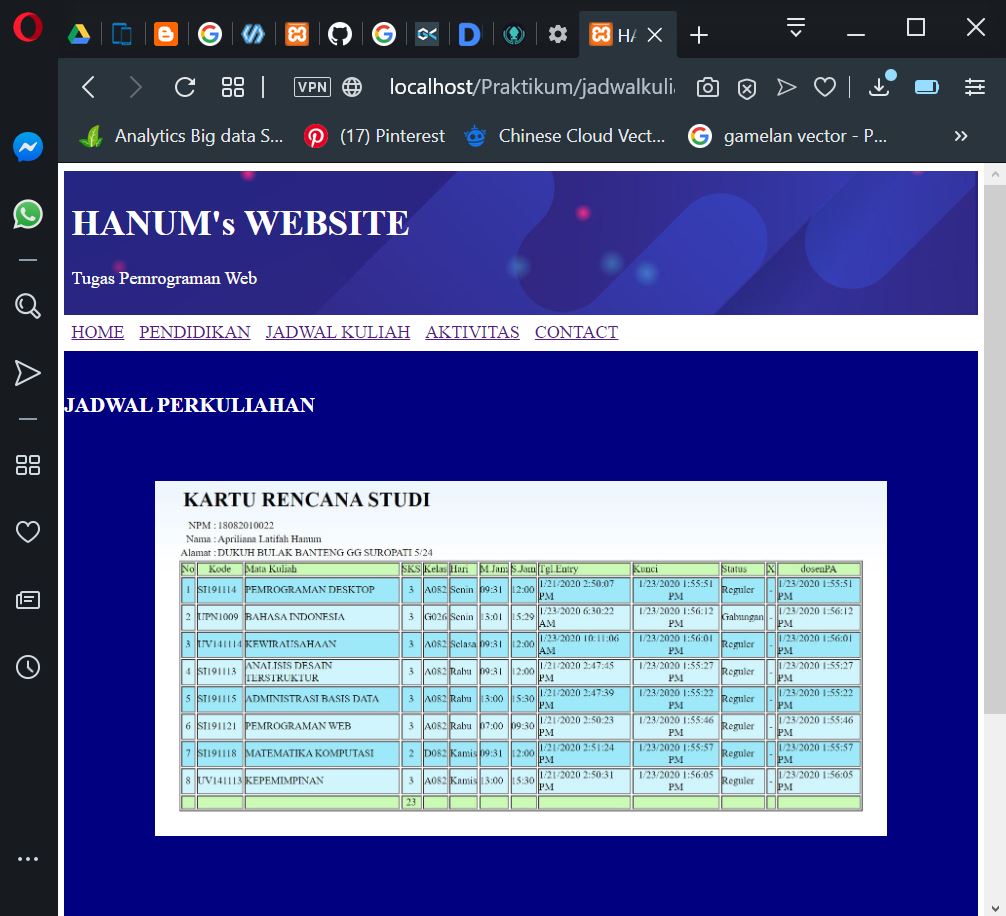 HA
VPN
localhost/Praktikum/jadwalkuli
Analytics Big data S... (17) Pinterest Chinese Cloud Vect... gamelan vector - P... »
HANUM's WEBSITE
Tugas Pemrograman Web
HOME PENDIDIKAN JADWAL KULIAH AKTIVITAS CONTACT
JADWAL PERKULIAHAN
KARTU RENCANA STUDI
NPM : 18082010022
Nama : Apriliana Latifah Hanum
Alamat : DUKUH BULAK BANTENG GG SUROPATI 5/24
No Kode Mata Kuliah SKS Kelas Hari M.Jam S.Jam Tgl.Entry Kunci Status X dosenPA
1 SI191114 PEMROGRAMAN DESKTOP 3 A082 Senin 09:31 12:00 1/21/2020 2:50:07 PM 1/23/2020 1:55:51 PM Reguler - 1/23/2020 1:55:51 PM
2 UPN1009 BAHASA INDONESIA 3 G026 Senin 13:01 15:29 1/23/2020 6:30:22 AM 1/23/2020 1:56:12 PM Gabungan - 1/23/2020 1:56:12 PM
3 UV141114 KEWIRAUSAHAAN 3 A082 Selasa 09:31 12:00 1/23/2020 10:11:06 AM 1/23/2020 1:56:01 PM Reguler - 1/23/2020 1:56:01 PM
4 SI191113 ANALISIS DESAIN TERSTRUKTUR 3 A082 Rabu 09:31 12:00 1/21/2020 2:47:45 PM 1/23/2020 1:55:27 PM Reguler - 1/23/2020 1:55:27 PM
5 SI191115 ADMINISTRASI BASIS DATA 3 A082 Rabu 13:00 15:30 1/21/2020 2:47:39 PM 1/23/2020 1:55:22 PM Reguler - 1/23/2020 1:55:22 PM
6 SI191121 PEMROGRAMAN WEB 3 A082 Rabu 07:00 09:30 1/21/2020 2:50:23 PM 1/23/2020 1:55:46 PM Reguler - 1/23/2020 1:55:46 PM
7 SI191118 MATEMATIKA KOMPUTASI 2 D082 Kamis 09:31 12:00 1/21/2020 2:51:24 PM 1/23/2020 1:55:57 PM Reguler - 1/23/2020 1:55:57 PM
8 UV141113 KEPEMIMPINAN 3 A082 Kamis 13:00 15:30 1/21/2020 2:50:31 PM 1/23/2020 1:56:05 PM Reguler - 1/23/2020 1:56:05 PM
23